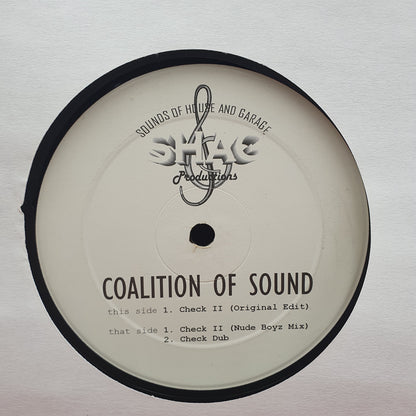 SOUNDS OF HOUSE AND GARAGE
SHAG
Productions
COALITION OF SOUND
this side 1. Check II (Original Edit)
that side 1. Check II (Nude Boyz Mix)
2. Check Dub